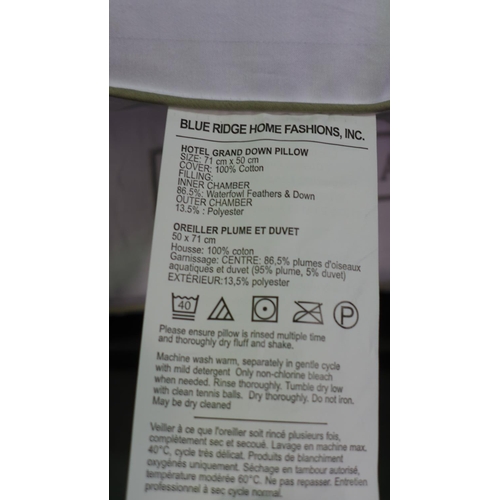 BLUE RIDGE HOME FASHIONS, INC.
HOTEL GRAND DOWN PILLOW
SIZE: 71 cm x 50 cm
COVER: 100% Cotton
FILLING:
INNER CHAMBER
86.5%: Waterfowl Feathers & Down
OUTER CHAMBER
13.5% : Polyester
OREILLER PLUME ET DUVET
50 x 71 cm
Housse: 100% coton
Garnissage: CENTRE: 86,5% plumes d'oiseaux
aquatiques et duvet (95% plume, 5% duvet)
EXTÉRIEUR:13,5% polyester
40
P
Please ensure pillow is rinsed multiple time
and thoroughly dry fluff and shake.
Machine wash warm, separately in gentle cycle
with mild detergent Only non-chlorine bleach
when needed. Rinse thoroughly. Tumble dry low
with clean tennis balls. Dry thoroughly. Do not iron.
May be dry cleaned
Veiller à ce que l'oreiller soit rincé plusieurs fois,
complètement sec et secoué. Lavage en machine max.
40°C, cycle très délicat. Produits de blanchiment
oxygénés uniquement. Séchage en tambour autorisé,
température modérée 60°C. Ne pas repasser. Entretien
professionnel à sec cycle normal.